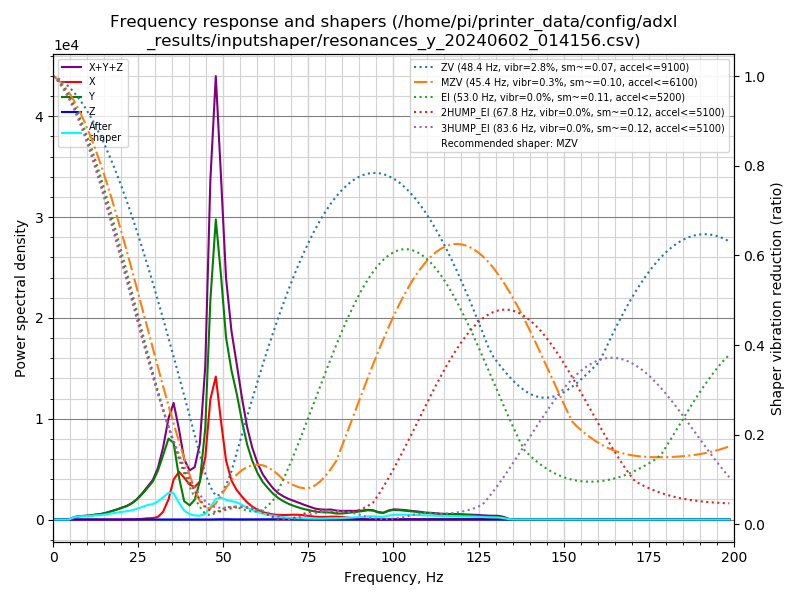 Frequency response and shapers (/home/pi/printer_data/config/adxl
_results/inputshaper/resonances_y_20240602_014156.csv)
1e4
X+Y+Z
X
Y
Z
After
shaper
ZV (48.4 Hz, vibr=2.8%, sm~=0.07, accel<=9100)
MZV (45.4 Hz, vibr=0.3%, sm~=0.10, accel<=6100)
EI (53.0 Hz, vibr=0.0%, sm~=0.11, accel<=5200)
2HUMP_EI (67.8 Hz, vibr=0.0%, sm~=0.12, accel<=5100)
3HUMP_EI (83.6 Hz, vibr=0.0%, sm~=0.12, accel<=5100)
Recommended shaper: MZV
Power spectral density
4
3
2
1
0
1.0
0.8
0.6
0.4
0.2
0.0
Shaper vibration reduction (ratio)
0 25 50 75 100 125 150 175 200
Frequency, Hz